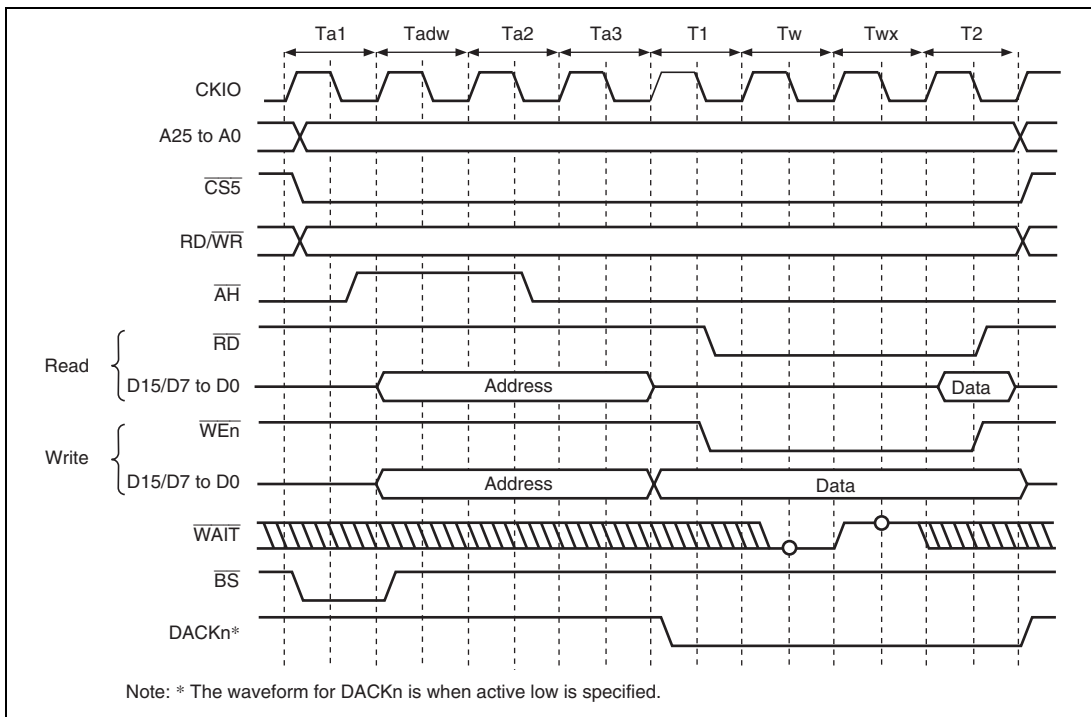 Ta1 Tadw Ta2 Ta3 T1 Tw Twx T2
CKIO
A25 to A0
CS5
RD/WR
AH
RD
Read
D15/D7 to D0 Address Data
WEn
Write
D15/D7 to D0 Address Data
WAIT
BS
DACKn*
Note: * The waveform for DACKn is when active low is specified.